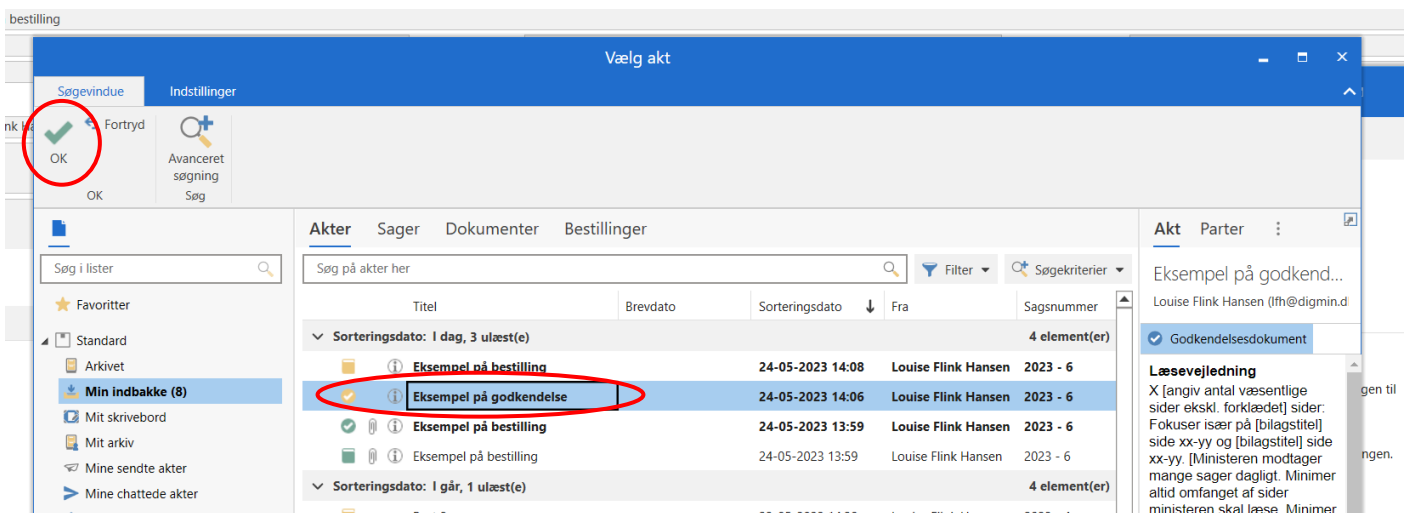 bestilling
Vælg akt
Søgevindue Indstillinger
Fortryd
OK
Avanceret
søgning
OK Søg
Akter Sager Dokumenter Bestillinger
Akt Parter
Søg i lister
Søg på akter her
Filter Søgekriterier
Eksempel på godkend...
Louise Flink Hansen (lfh@digmin.d
Favoritter
Titel Brevdato Sorteringsdato Fra Sagsnummer
Standard
Sorteringsdato: I dag, 3 ulæst(e) 4 element(er)
Godkendelsesdokument
Arkivet
Eksempel på bestilling 24-05-2023 14:08 Louise Flink Hansen 2023 - 6
Min indbakke (8)
Eksempel på godkendelse 24-05-2023 14:06 Louise Flink Hansen 2023 - 6
Mit skrivebord
Eksempel på bestilling 24-05-2023 13:59 Louise Flink Hansen 2023 - 6
Mit arkiv
Eksempel på bestilling 24-05-2023 13:59 Louise Flink Hansen 2023 - 6
Mine sendte akter
Sorteringsdato: I går, 1 ulæst(e) 4 element(er)
Mine chattede akter
Læsevejledning
X [angiv antal væsentlige
sider ekskl. forklædet] sider:
Fokuser især på [bilagstitel]
side xx-yy og [bilagstitel] side
xx-yy. [Ministeren modtager
mange sager dagligt. Minimer
altid omfanget af sider
ministeren skal læse. Minimer
gen til
ngen.